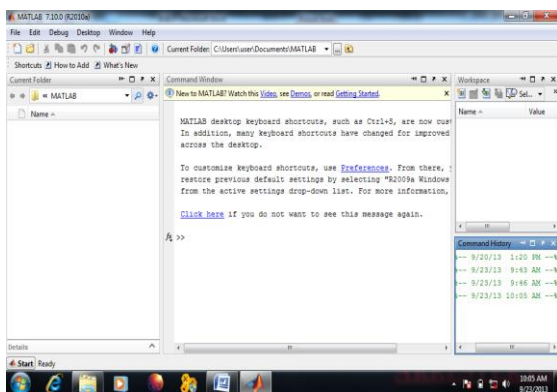 MATLAB 7.10.0 (R2010a)
File Edit Debug Desktop Window Help
Current Folder: C:\Users\user\Documents\MATLAB
Shortcuts How to Add What's New
Current Folder
« MATLAB
Name
Details
Command Window
New to MATLAB? Watch this Video, see Demos, or read Getting Started.
MATLAB desktop keyboard shortcuts, such as Ctrl+S, are now cus
In addition, many keyboard shortcuts have changed for improved
across the desktop.
To customize keyboard shortcuts, use Preferences. From there,
restore previous default settings by selecting "R2009a Windows
from the active settings drop-down list. For more information,
Click here if you do not want to see this message again.
fx >>
Workspace
Sel...
Name Value
Command History
-- 9/20/13 1:20 PM --%
-- 9/23/13 9:43 AM --%
-- 9/23/13 9:46 AM --%
-- 9/23/13 10:05 AM --%
Start Ready
10:05 AM
9/23/2013